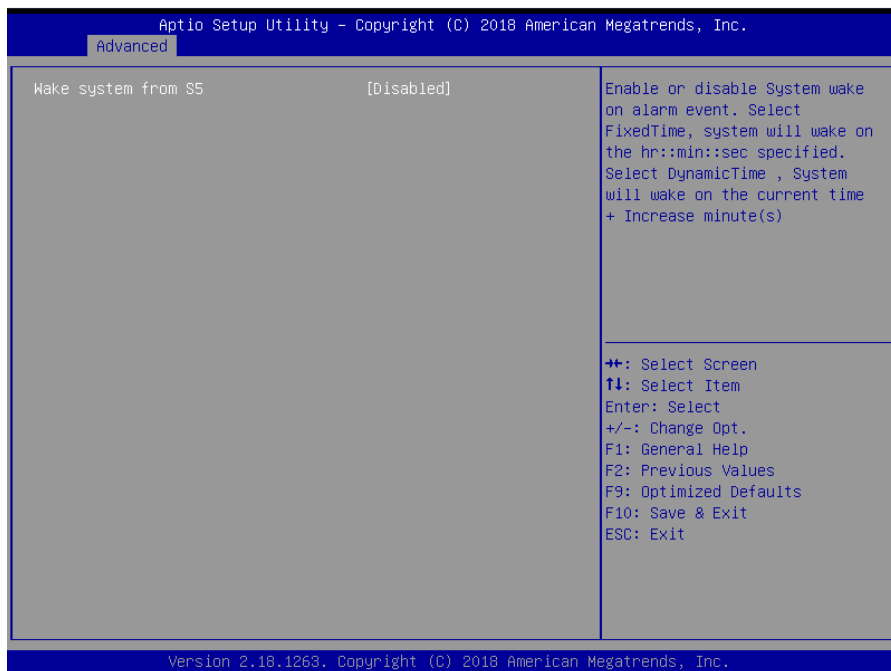 Aptio Setup Utility – Copyright (C) 2018 American Megatrends, Inc.
Advanced
Wake system from S5 [Disabled]
Enable or disable System wake
on alarm event. Select
FixedTime, system will wake on
the hr::min::sec specified.
Select DynamicTime , System
will wake on the current time
+ Increase minute(s)
→←: Select Screen
↑↓: Select Item
Enter: Select
+/-: Change Opt.
F1: General Help
F2: Previous Values
F9: Optimized Defaults
F10: Save & Exit
ESC: Exit
Version 2.18.1263. Copyright (C) 2018 American Megatrends, Inc.